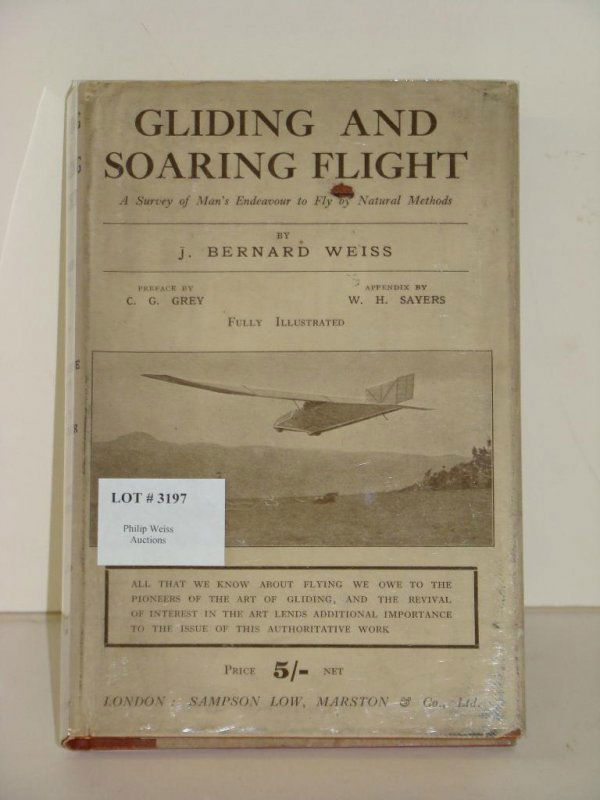 GLIDING AND
SOARING FLIGHT
A Survey of Man's Endeavour to Fly by Natural Methods
BY
J. BERNARD WEISS
PREFACE BY
C. G. GREY
APPENDIX BY
W. H. SAYERS
FULLY ILLUSTRATED
LOT # 3197
Philip Weiss
Auctions
ALL THAT WE KNOW ABOUT FLYING WE OWE TO THE
PIONEERS OF THE ART OF GLIDING, AND THE REVIVAL
OF INTEREST IN THE ART LENDS ADDITIONAL IMPORTANCE
TO THE ISSUE OF THIS AUTHORITATIVE WORK
PRICE 5/- NET
LONDON: SAMPSON LOW, MARSTON & Co., Ltd.